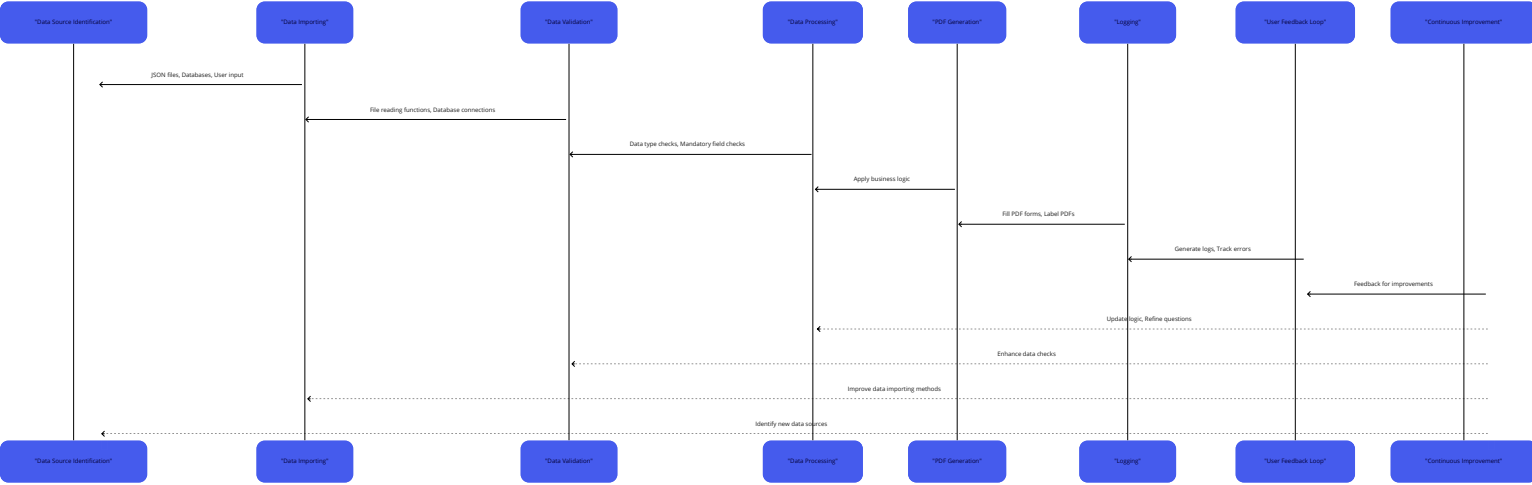 "Data Source Identification"
"Data Importing"
"Data Validation"
"Data Processing"
"PDF Generation"
"Logging"
"User Feedback Loop"
"Continuous Improvement"
JSON files, Databases, User input
File reading functions, Database connections
Data type checks, Mandatory field checks
Apply business logic
Fill PDF forms, Label PDFs
Generate logs, Track errors
Feedback for improvements
Update logic, Refine questions
Enhance data checks
Improve data importing methods
Identify new data sources
"Data Source Identification"
"Data Importing"
"Data Validation"
"Data Processing"
"PDF Generation"
"Logging"
"User Feedback Loop"
"Continuous Improvement"